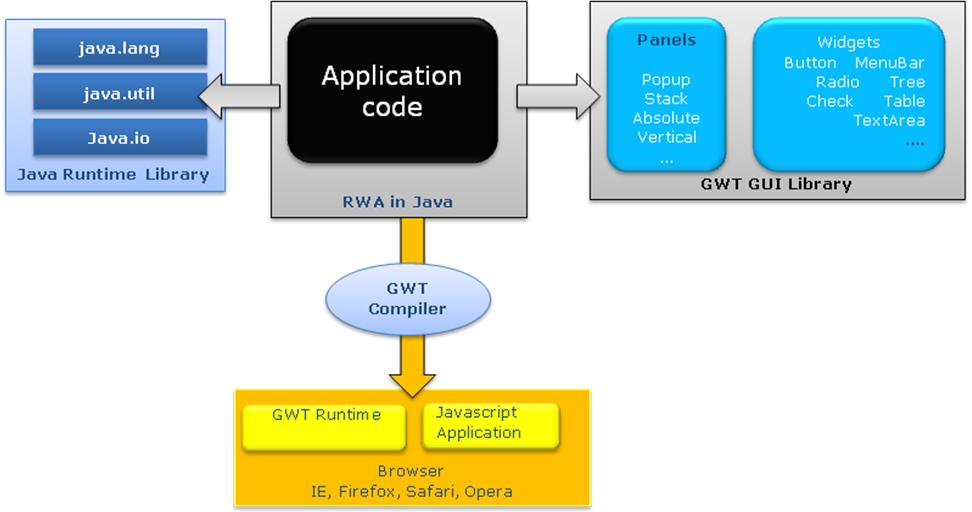 java.lang
java.util
Java.io
Java Runtime Library
Application
code
RWA in Java
Panels
Popup
Stack
Absolute
Vertical
...
Widgets
Button MenuBar
Radio Tree
Check Table
TextArea
....
GWT GUI Library
GWT
Compiler
GWT Runtime
Javascript
Application
Browser
IE, Firefox, Safari, Opera